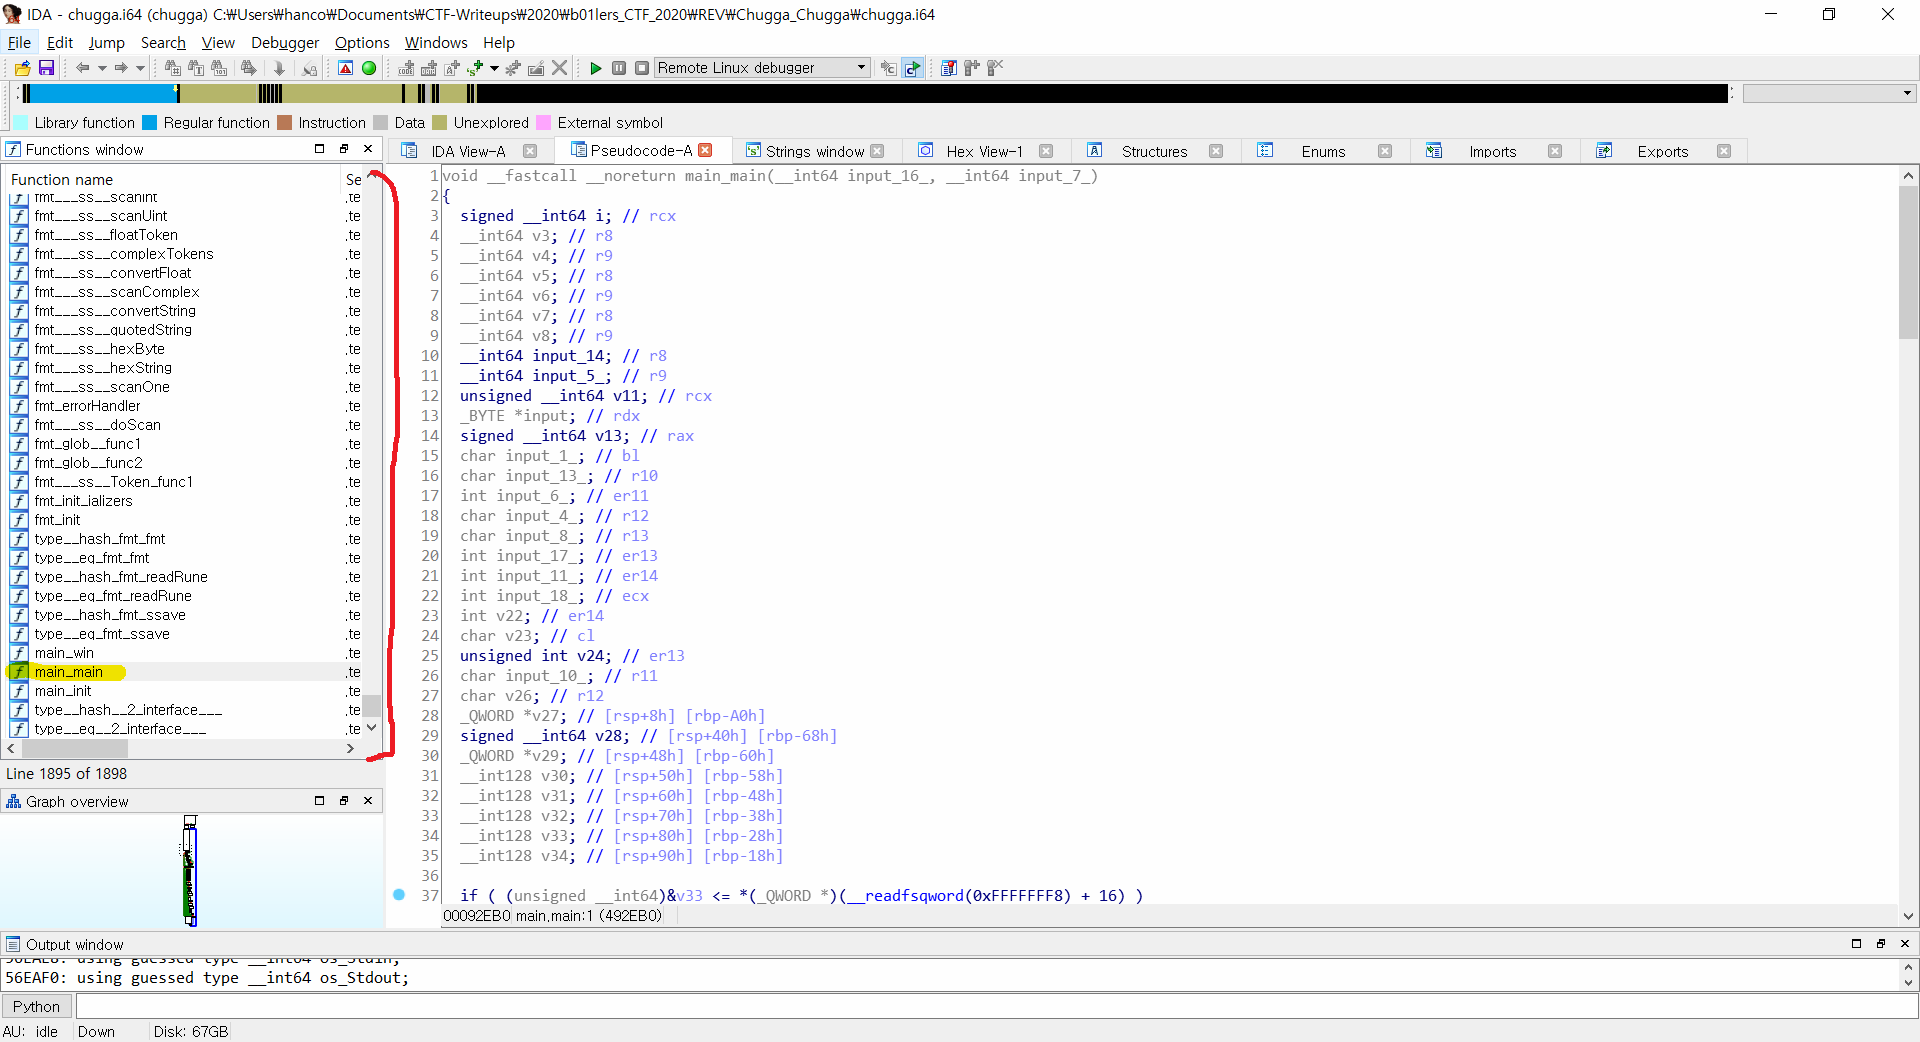 IDA - chugga.i64 (chugga) C:₩Users₩hanco₩Documents₩CTF-Writeups₩2020₩b01lers_CTF_2020₩REV₩Chugga_Chugga₩chugga.i64
File Edit Jump Search View Debugger Options Windows Help
Remote Linux debugger
Library function Regular function Instruction Data Unexplored External symbol
Functions window
IDA View-A Pseudocode-A Strings window Hex View-1 Structures Enums Imports Exports
Function name Se
fmt___ss__scanInt .te
fmt___ss__scanUint .te
fmt___ss__floatToken .te
fmt___ss__complexTokens .te
fmt___ss__convertFloat .te
fmt___ss__scanComplex .te
fmt___ss__convertString .te
fmt___ss__quotedString .te
fmt___ss__hexByte .te
fmt___ss__hexString .te
fmt___ss__scanOne .te
fmt_errorHandler .te
fmt___ss__doScan .te
fmt_glob__func1 .te
fmt_glob__func2 .te
fmt___ss__Token_func1 .te
fmt_init_ializers .te
fmt_init .te
type__hash_fmt_fmt .te
type__eq_fmt_fmt .te
type__hash_fmt_readRune .te
type__eq_fmt_readRune .te
type__hash_fmt_ssave .te
type__eq_fmt_ssave .te
main_win .te
main_main .te
main_init .te
type__hash__2_interface___ .te
type__eq__2_interface___ .te
Line 1895 of 1898
Graph overview
1 void __fastcall __noreturn main_main(__int64 input_16_, __int64 input_7_)
2 {
3 signed __int64 i; // rcx
4 __int64 v3; // r8
5 __int64 v4; // r9
6 __int64 v5; // r8
7 __int64 v6; // r9
8 __int64 v7; // r8
9 __int64 v8; // r9
10 __int64 input_14; // r8
11 __int64 input_5_; // r9
12 unsigned __int64 v11; // rcx
13 _BYTE *input; // rdx
14 signed __int64 v13; // rax
15 char input_1_; // bl
16 char input_13_; // r10
17 int input_6_; // er11
18 char input_4_; // r12
19 char input_8_; // r13
20 int input_17_; // er13
21 int input_11_; // er14
22 int input_18_; // ecx
23 int v22; // er14
24 char v23; // cl
25 unsigned int v24; // er13
26 char input_10_; // r11
27 char v26; // r12
28 _QWORD *v27; // [rsp+8h] [rbp-A0h]
29 signed __int64 v28; // [rsp+40h] [rbp-68h]
30 _QWORD *v29; // [rsp+48h] [rbp-60h]
31 __int128 v30; // [rsp+50h] [rbp-58h]
32 __int128 v31; // [rsp+60h] [rbp-48h]
33 __int128 v32; // [rsp+70h] [rbp-38h]
34 __int128 v33; // [rsp+80h] [rbp-28h]
35 __int128 v34; // [rsp+90h] [rbp-18h]
36
37 if ( (unsigned __int64)&v33 <= *(_QWORD *)(__readfsqword(0xFFFFFFF8) + 16) )
00092EB0 main.main:1 (492EB0)
Output window
56EAE8: using guessed type __int64 os_Stdin;
56EAF0: using guessed type __int64 os_Stdout;
Python
AU: idle Down Disk: 67GB